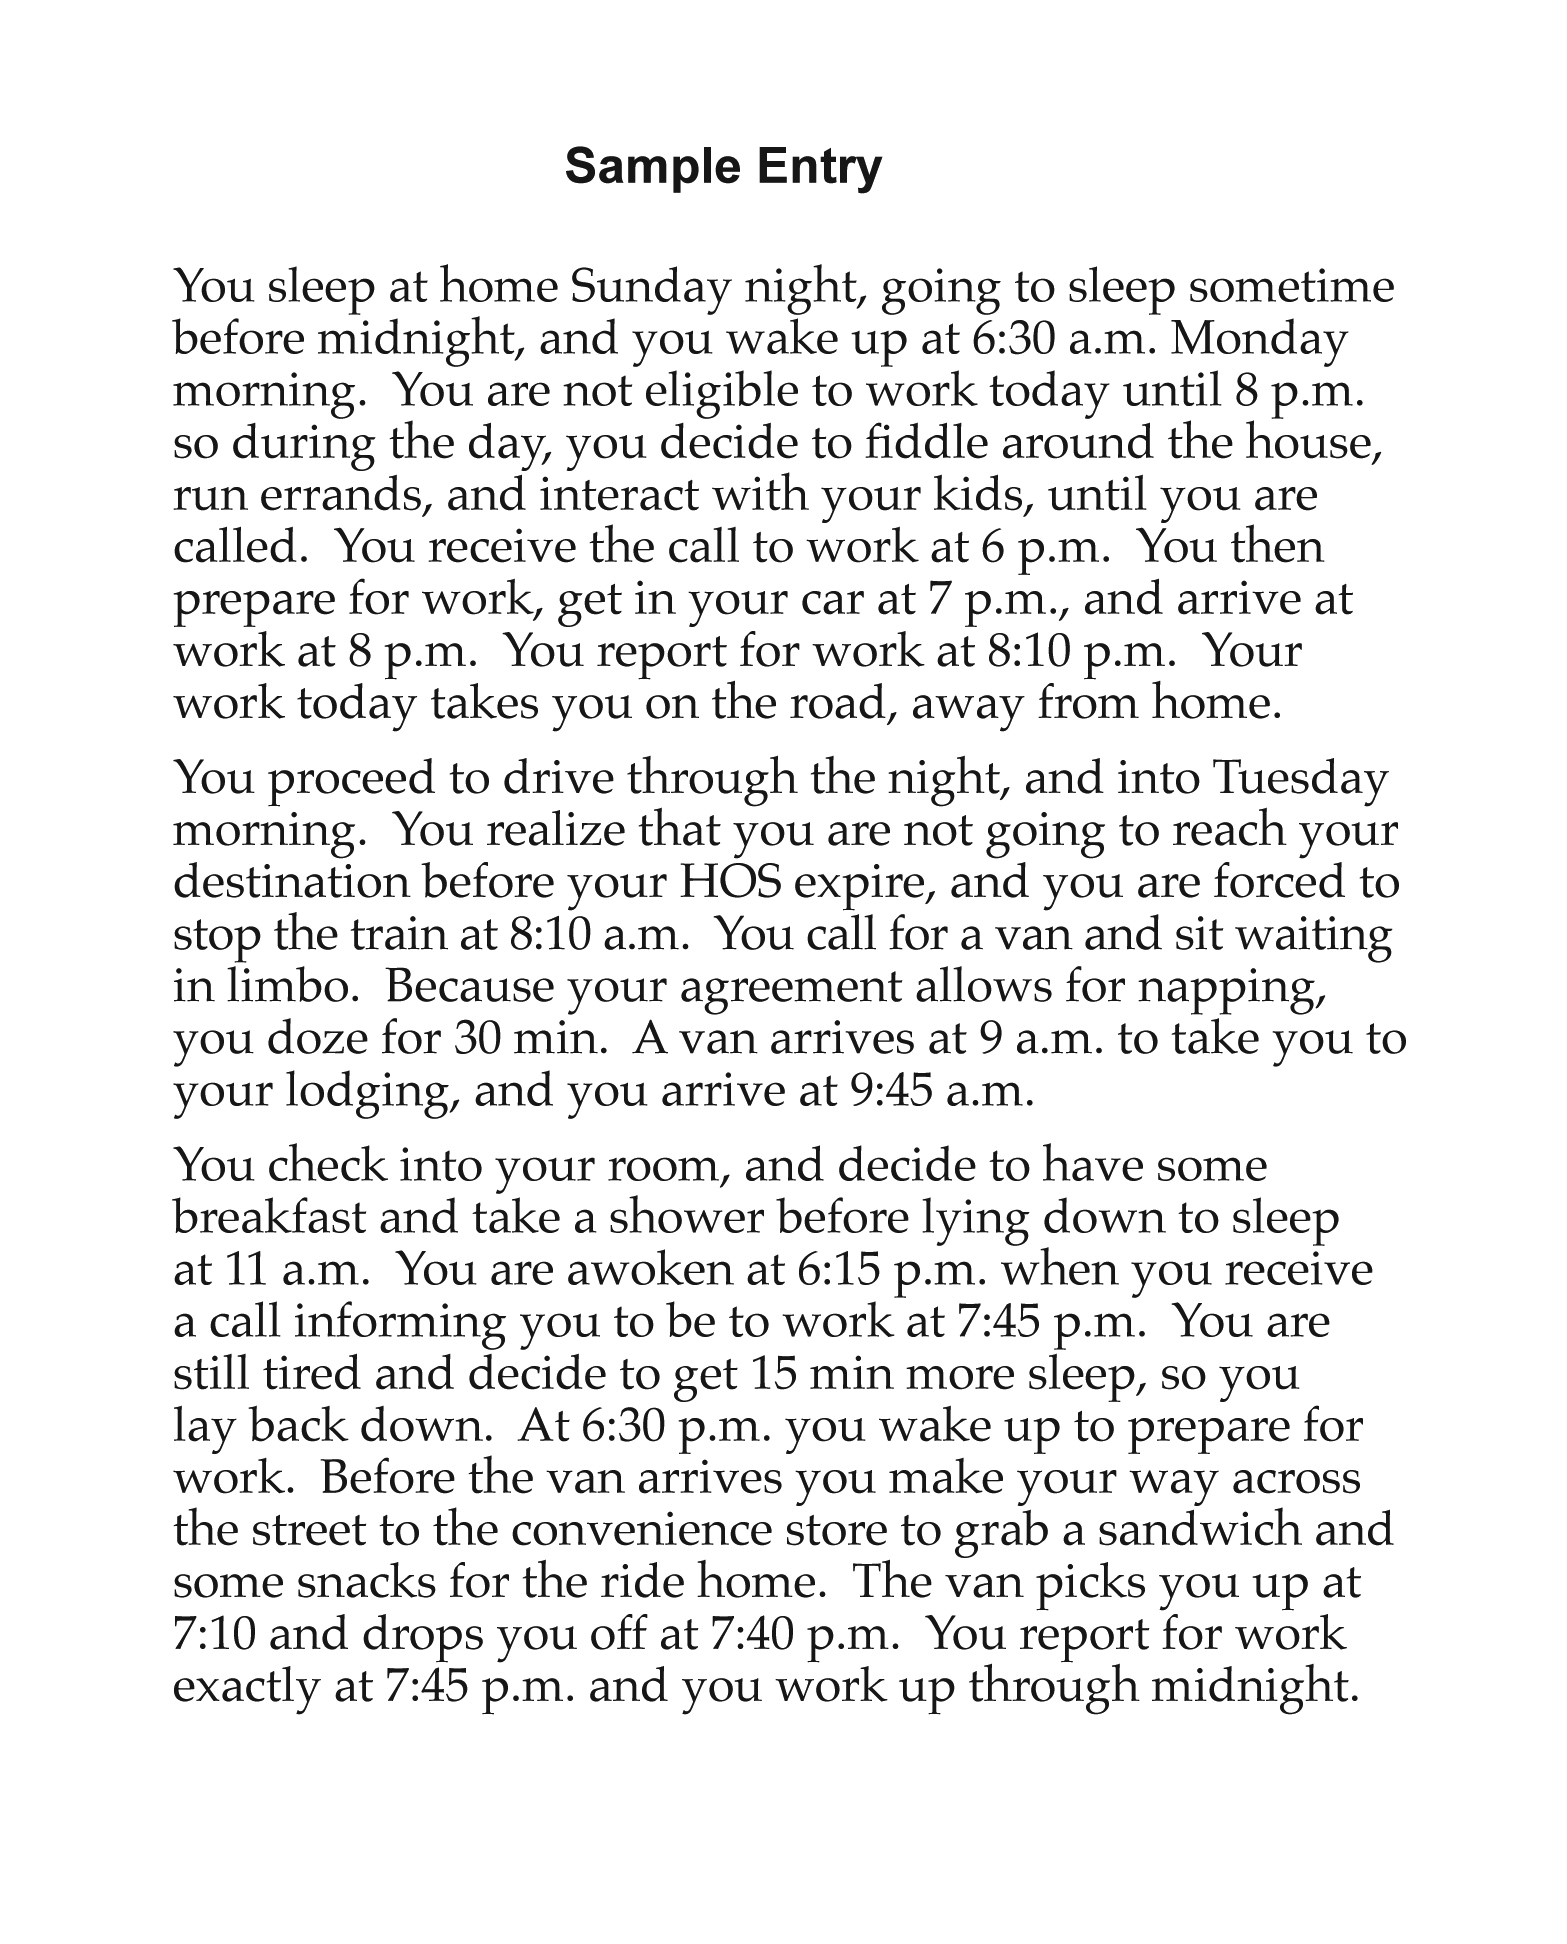 Sample Entry
You sleep at home Sunday night, going to sleep sometime
before midnight, and you wake up at 6:30 a.m. Monday
morning.  You are not eligible to work today until 8 p.m.
so during the day, you decide to fiddle around the house,
run errands, and interact with your kids, until you are
called.  You receive the call to work at 6 p.m.  You then
prepare for work, get in your car at 7 p.m., and arrive at
work at 8 p.m.  You report for work at 8:10 p.m.  Your
work today takes you on the road, away from home.
You proceed to drive through the night, and into Tuesday
morning.  You realize that you are not going to reach your
destination before your HOS expire, and you are forced to
stop the train at 8:10 a.m.  You call for a van and sit waiting
in limbo.  Because your agreement allows for napping,
you doze for 30 min.  A van arrives at 9 a.m. to take you to
your lodging, and you arrive at 9:45 a.m.
You check into your room, and decide to have some
breakfast and take a shower before lying down to sleep
at 11 a.m.  You are awoken at 6:15 p.m. when you receive
a call informing you to be to work at 7:45 p.m.  You are
still tired and decide to get 15 min more sleep, so you
lay back down.  At 6:30 p.m. you wake up to prepare for
work.  Before the van arrives you make your way across
the street to the convenience store to grab a sandwich and
some snacks for the ride home.  The van picks you up at
7:10 and drops you off at 7:40 p.m.  You report for work
exactly at 7:45 p.m. and you work up through midnight.